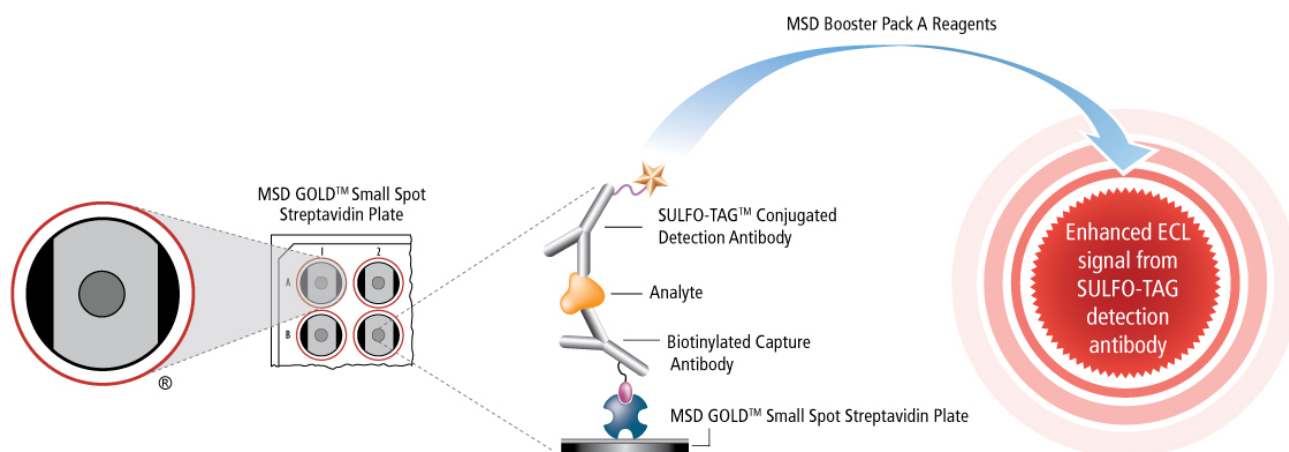 MSD Booster Pack A Reagents
MSD GOLD™ Small Spot
Streptavidin Plate
1 2
A
B
®
SULFO-TAG™ Conjugated
Detection Antibody
Analyte
Biotinylated Capture
Antibody
MSD GOLD™ Small Spot Streptavidin Plate
Enhanced ECL
signal from
SULFO-TAG
detection
antibody